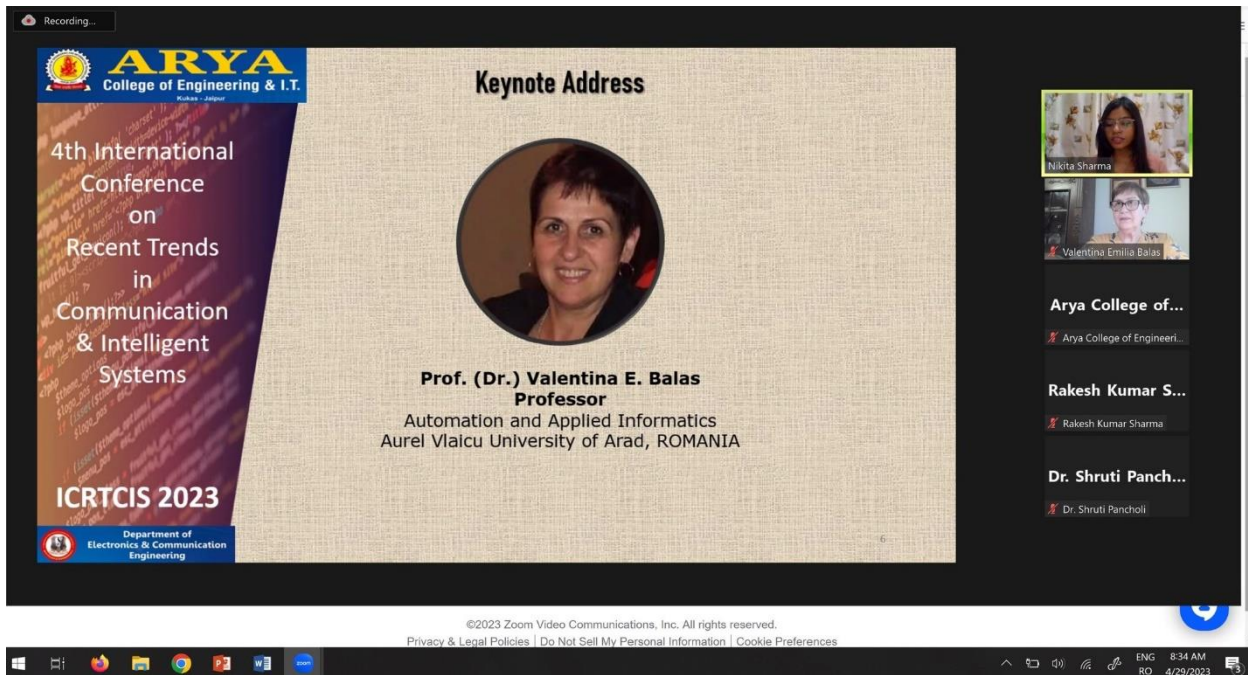 Recording...
ARYA
College of Engineering & I.T.
Kukas - Jaipur
4th International
Conference
on
Recent Trends
in
Communication
& Intelligent
Systems
ICRTCIS 2023
Department of
Electronics & Communication
Engineering
Keynote Address
Prof. (Dr.) Valentina E. Balas
Professor
Automation and Applied Informatics
Aurel Vlaicu University of Arad, ROMANIA
6
Nikita Sharma
Valentina Emilia Balas
Arya College of...
Arya College of Engineeri...
Rakesh Kumar S...
Rakesh Kumar Sharma
Dr. Shruti Panch...
Dr. Shruti Pancholi
©2023 Zoom Video Communications, Inc. All rights reserved.
Privacy & Legal Policies | Do Not Sell My Personal Information | Cookie Preferences
zoom
ENG
RO
8:34 AM
4/29/2023
3